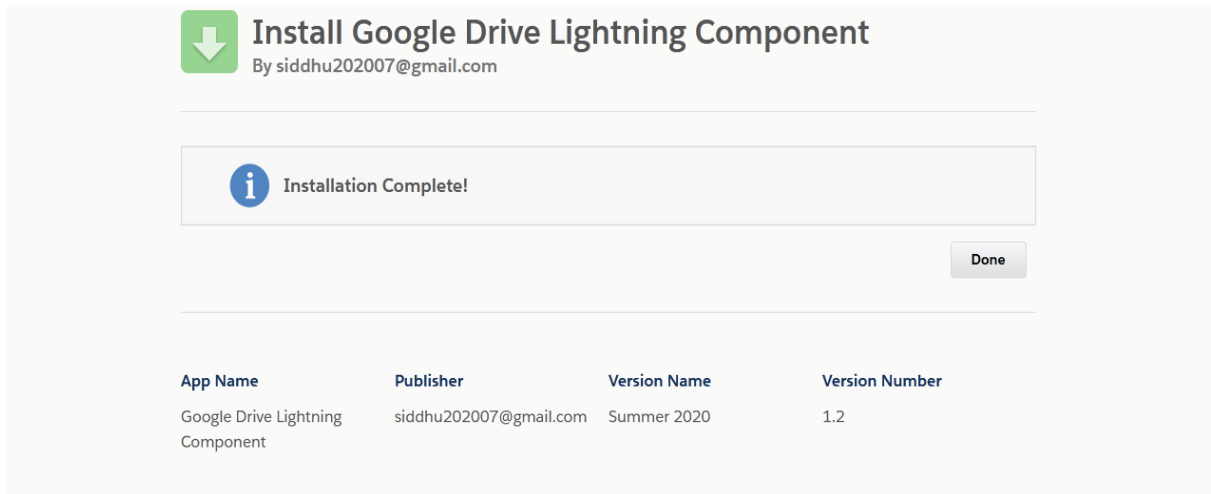 Install Google Drive Lightning Component
By siddhu202007@gmail.com
Installation Complete!
Done
App Name Publisher Version Name Version Number
Google Drive Lightning siddhu202007@gmail.com Summer 2020 1.2
Component